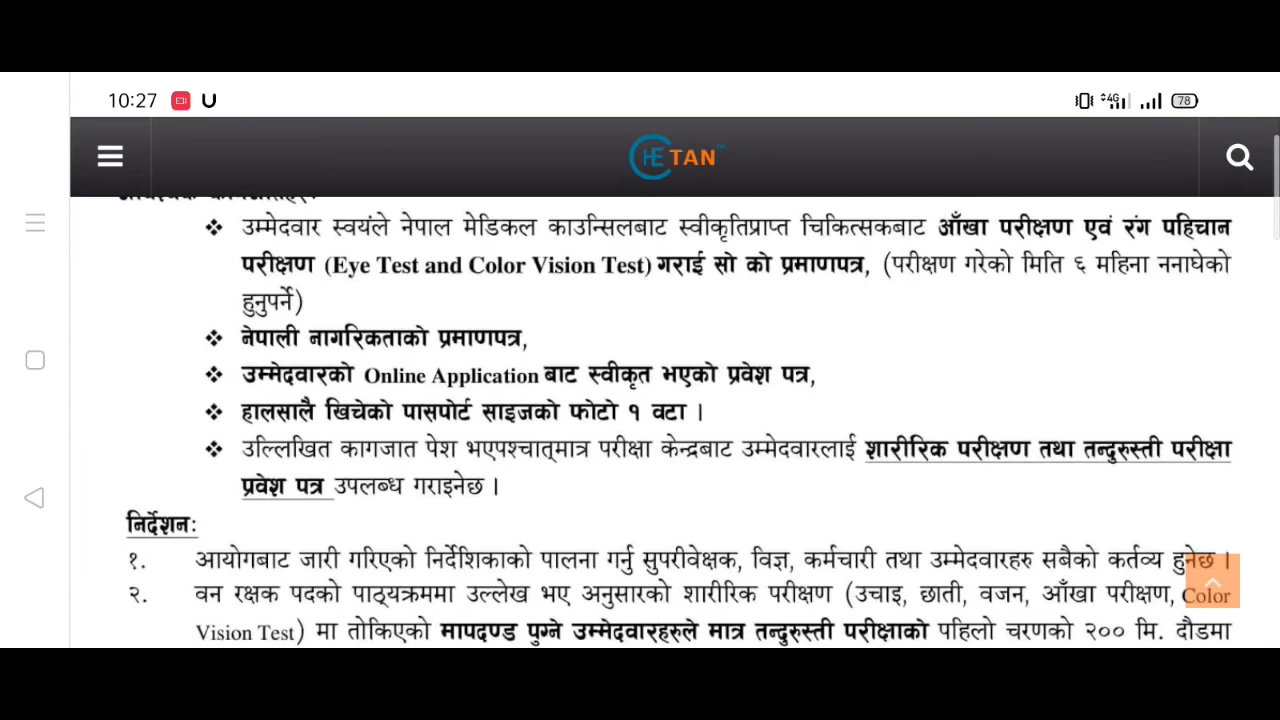 10:27 4G 78
CHETAN
❖ उम्मेदवार स्वयंले नेपाल मेडिकल काउन्सिलबाट स्वीकृतिप्राप्त चिकित्सकबाट आँखा परीक्षण एवं रंग पहिचान
परीक्षण (Eye Test and Color Vision Test) गराई सो को प्रमाणपत्र, (परीक्षण गरेको मिति ६ महिना ननाघेको
हुनुपर्ने)
❖ नेपाली नागरिकताको प्रमाणपत्र,
❖ उम्मेदवारको Online Application बाट स्वीकृत भएको प्रवेश पत्र,
❖ हालसालै खिचेको पासपोर्ट साइजको फोटो १ वटा ।
❖ उल्लिखित कागजात पेश भएपश्चात्मात्र परीक्षा केन्द्रबाट उम्मेदवारलाई शारीरिक परीक्षण तथा तन्दुरुस्ती परीक्षा
प्रवेश पत्र उपलब्ध गराइनेछ ।
निर्देशनः
१. आयोगबाट जारी गरिएको निर्देशिकाको पालना गर्नु सुपरीवेक्षक, विज्ञ, कर्मचारी तथा उम्मेदवारहरु सबैको कर्तव्य हुनेछ ।
२. वन रक्षक पदको पाठ्यक्रममा उल्लेख भए अनुसारको शारीरिक परीक्षण (उचाइ, छाती, वजन, आँखा परीक्षण, Color
Vision Test) मा तोकिएको मापदण्ड पुग्ने उम्मेदवारहरुले मात्र तन्दुरुस्ती परीक्षाको पहिलो चरणको २०० मि. दौडमा